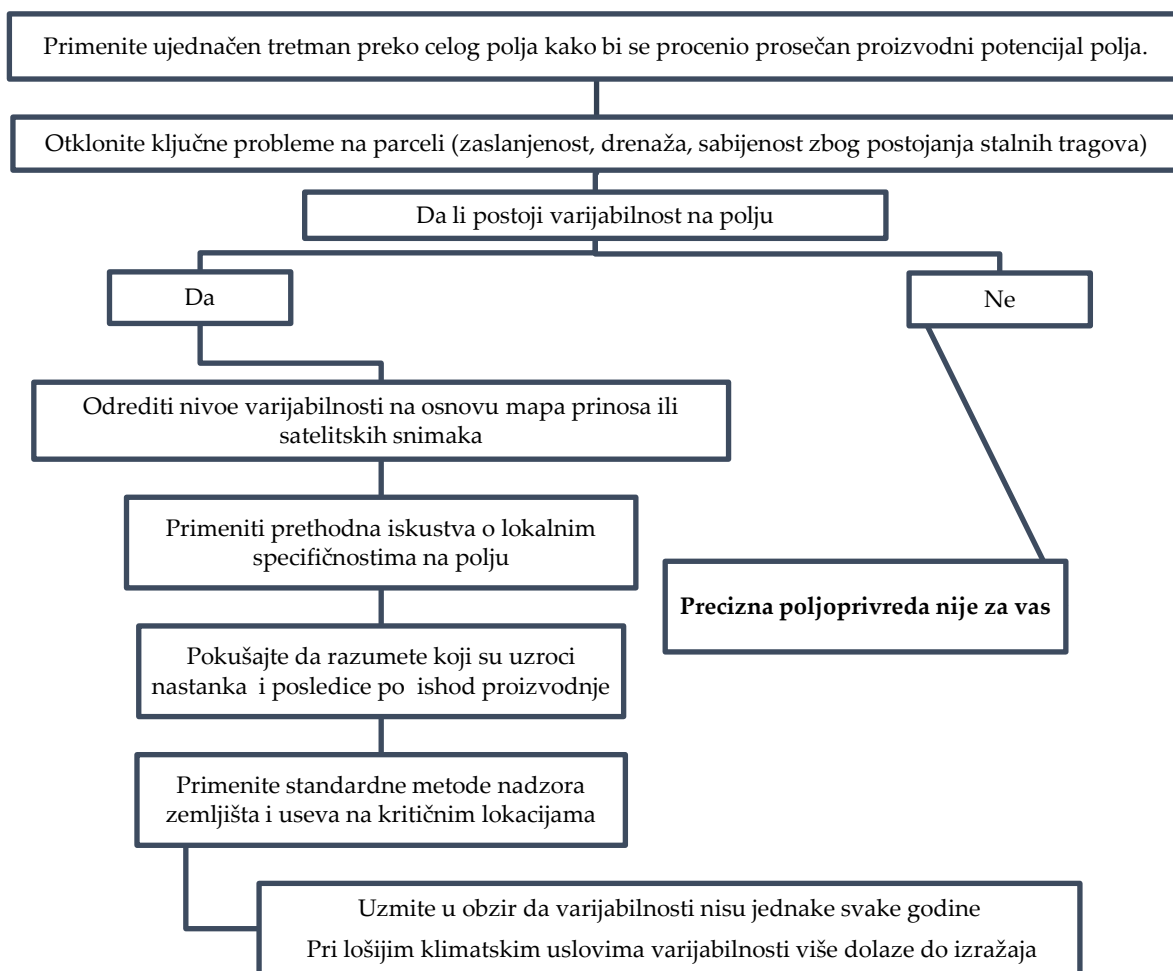 Primenite ujednačen tretman preko celog polja kako bi se procenio prosečan proizvodni potencijal polja.
Otklonite ključne probleme na parceli (zaslanjenost, drenaža, sabijenost zbog postojanja stalnih tragova)
Da li postoji varijabilnost na polju
Da
Ne
Odrediti nivoe varijabilnosti na osnovu mapa prinosa ili
satelitskih snimaka
Primeniti prethodna iskustva o lokalnim
specifičnostima na polju
Precizna poljoprivreda nije za vas
Pokušajte da razumete koji su uzroci
nastanka i posledice po ishod proizvodnje
Primenite standardne metode nadzora
zemljišta i useva na kritičnim lokacijama
Uzmite u obzir da varijabilnosti nisu jednake svake godine
Pri lošijim klimatskim uslovima varijabilnosti više dolaze do izražaja